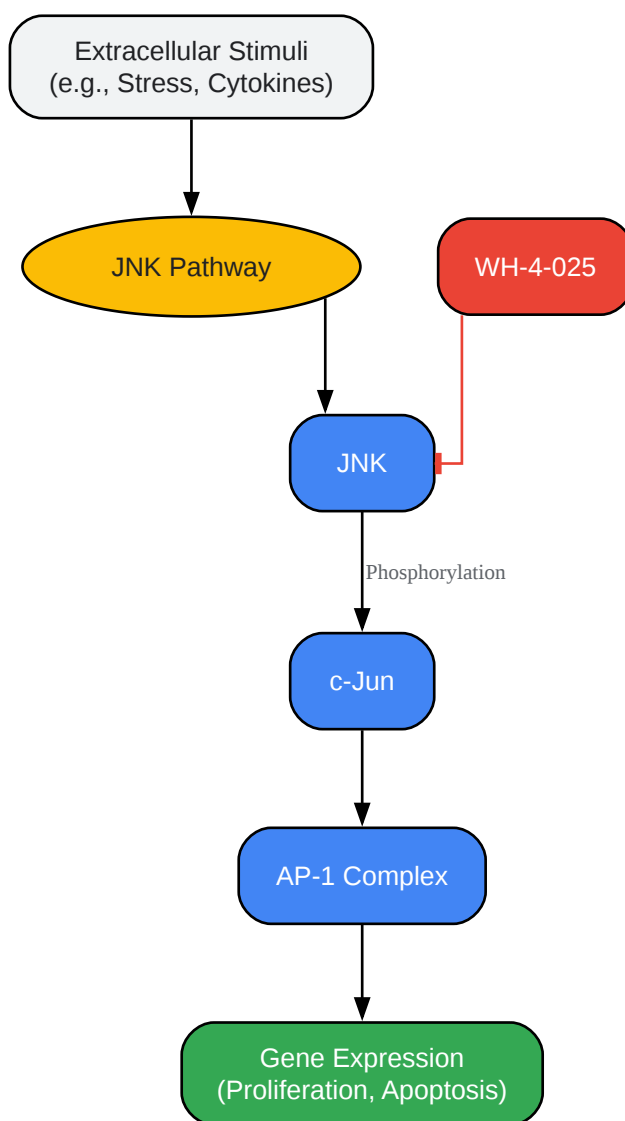 Extracellular Stimuli
(e.g., Stress, Cytokines)
JNK Pathway
WH-4-025
JNK
Phosphorylation
c-Jun
AP-1 Complex
Gene Expression
(Proliferation, Apoptosis)